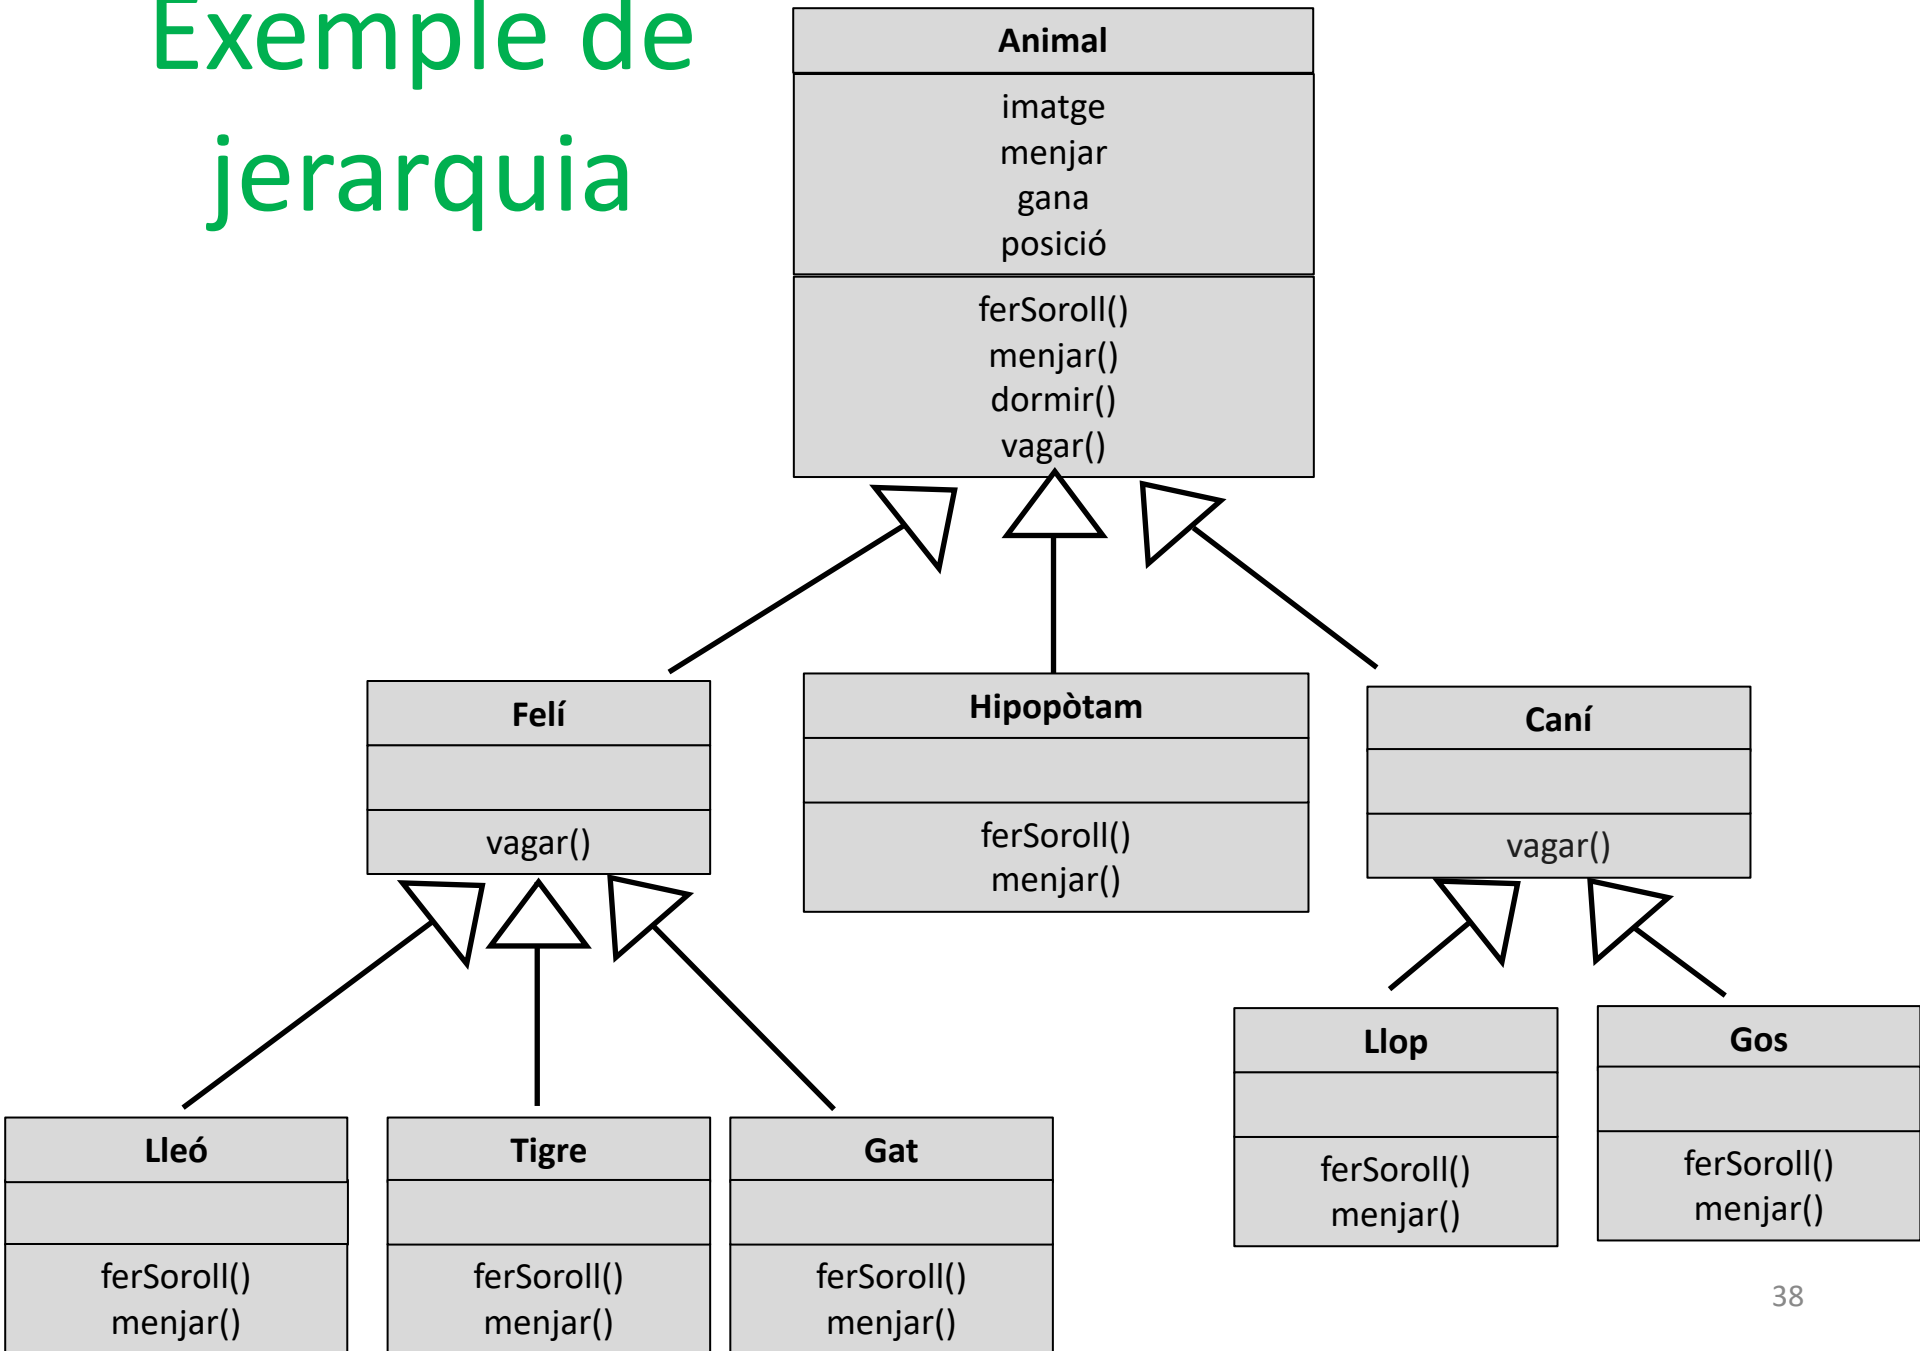 Exemple de
jerarquia
Animal
imatge
menjar
gana
posició
ferSoroll()
menjar()
dormir()
vagar()
Felí
vagar()
Hipopòtam
ferSoroll()
menjar()
Caní
vagar()
Lleó
ferSoroll()
menjar()
Tigre
ferSoroll()
menjar()
Gat
ferSoroll()
menjar()
Llop
ferSoroll()
menjar()
Gos
ferSoroll()
menjar()
38